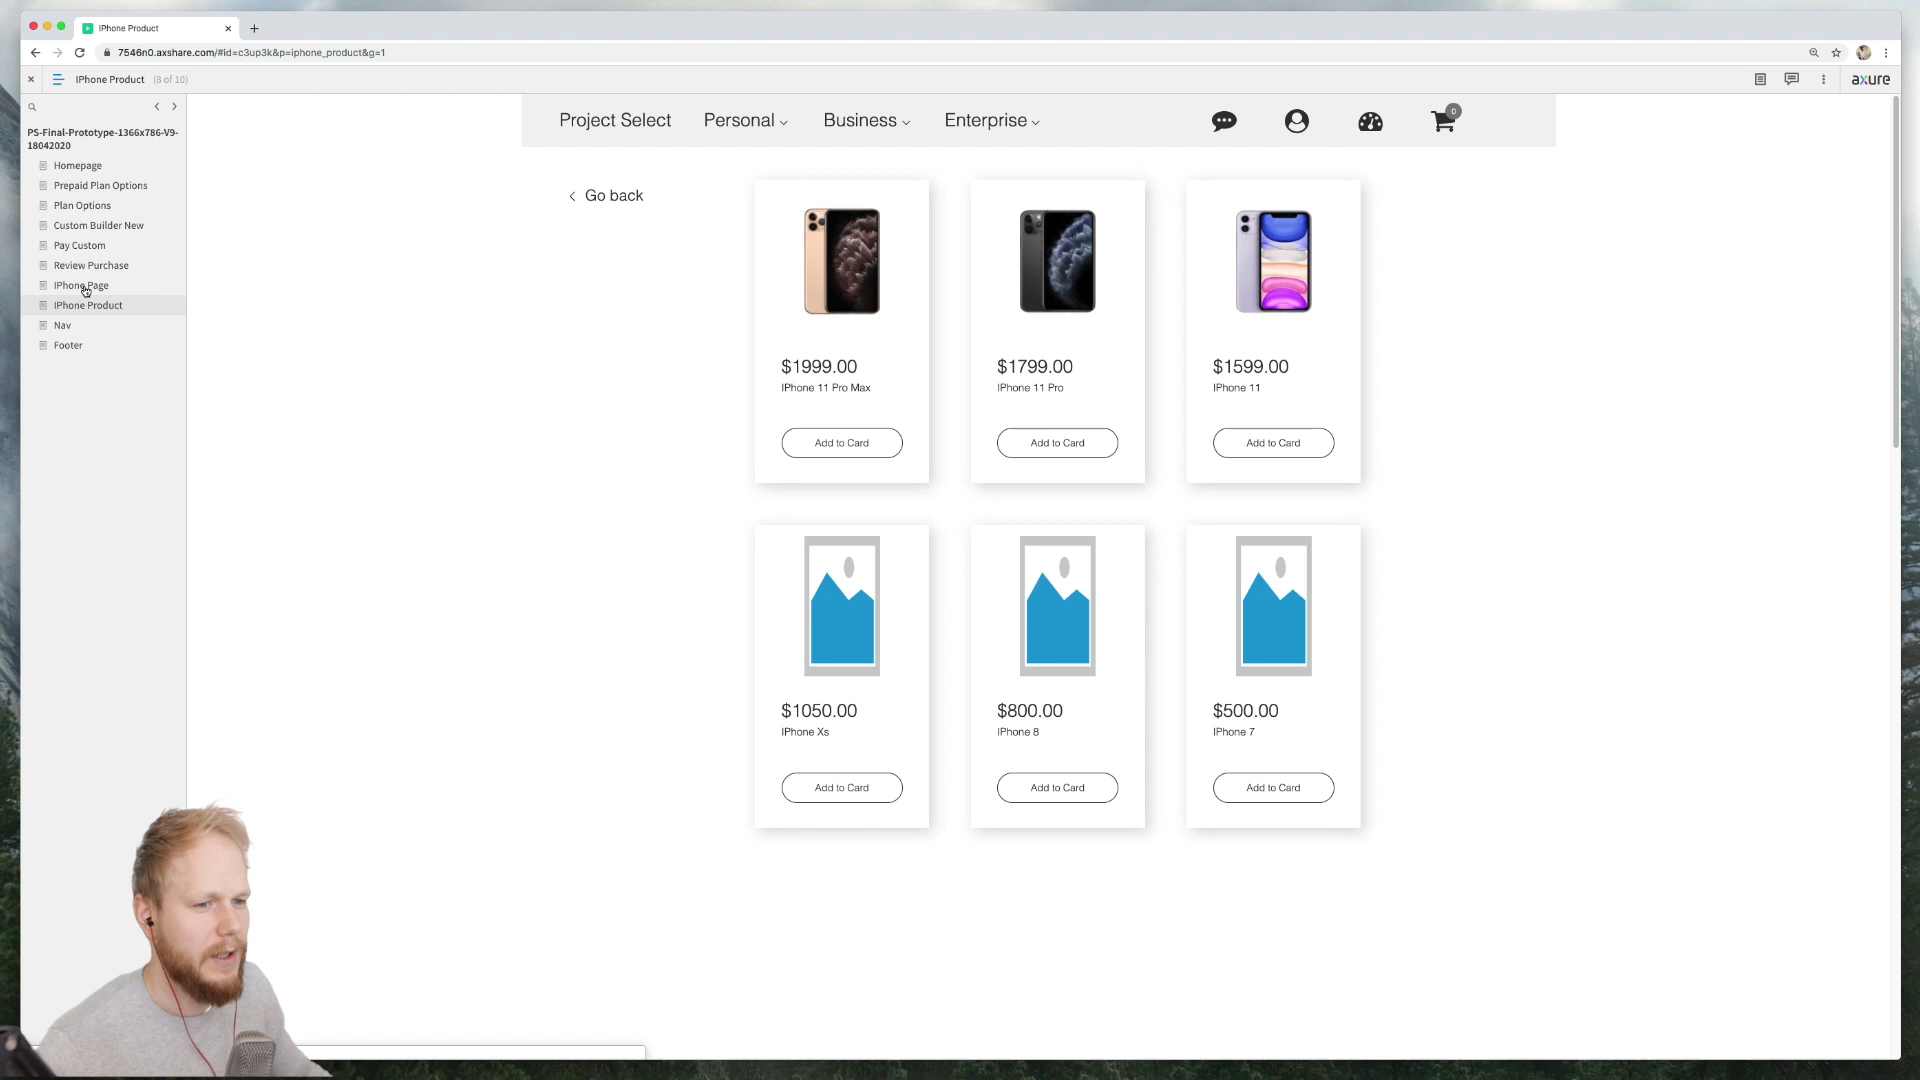 IPhone Product
7546n0.axshare.com/#id=c3up3k&p=iphone_product&g=1
IPhone Product (8 of 10)
axure
PS-Final-Prototype-1366x786-V9-
18042020
Homepage
Prepaid Plan Options
Plan Options
Custom Builder New
Pay Custom
Review Purchase
IPhone Page
IPhone Product
Nav
Footer
Project Select Personal Business Enterprise 0
Go back
$1999.00 $1799.00 $1599.00
IPhone 11 Pro Max IPhone 11 Pro IPhone 11
Add to Card Add to Card Add to Card
$1050.00 $800.00 $500.00
IPhone Xs IPhone 8 IPhone 7
Add to Card Add to Card Add to Card